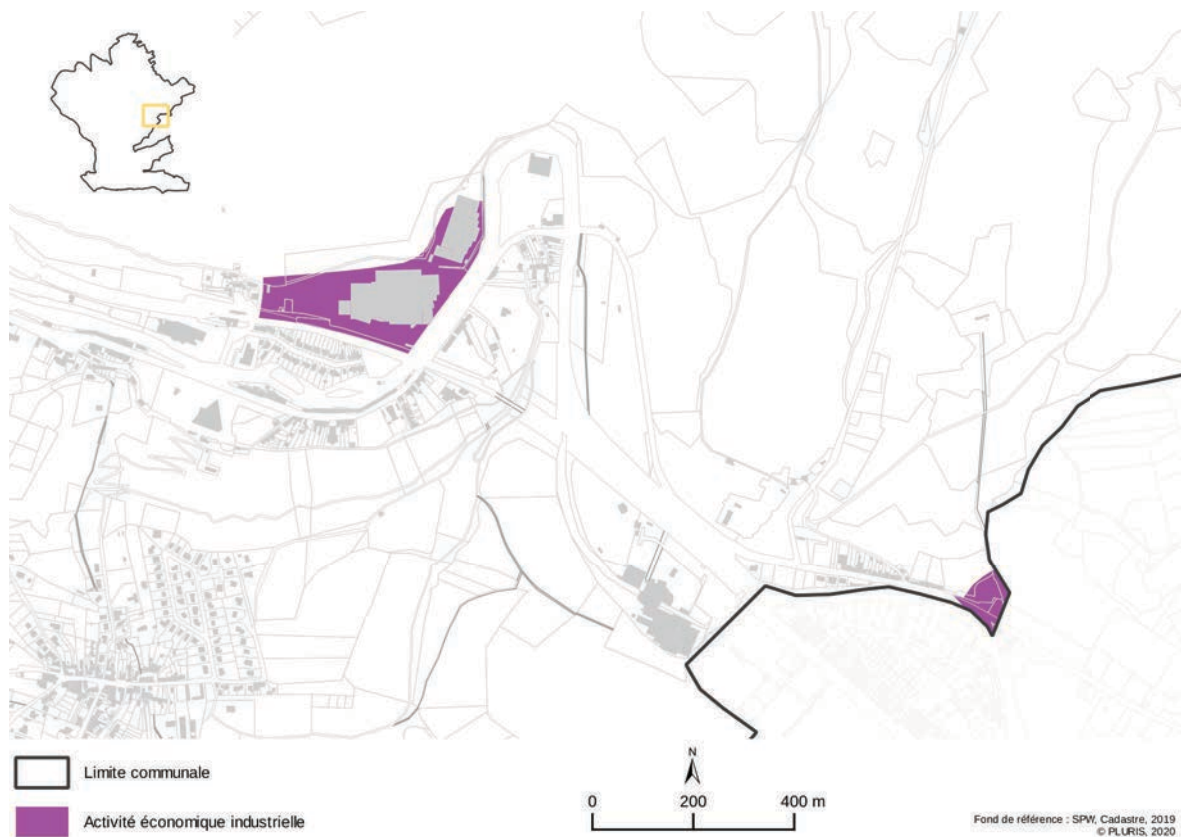 Limite communale
Activité économique industrielle
N
0 200 400 m
Fond de référence : SPW, Cadastre, 2019
© PLURIS, 2020